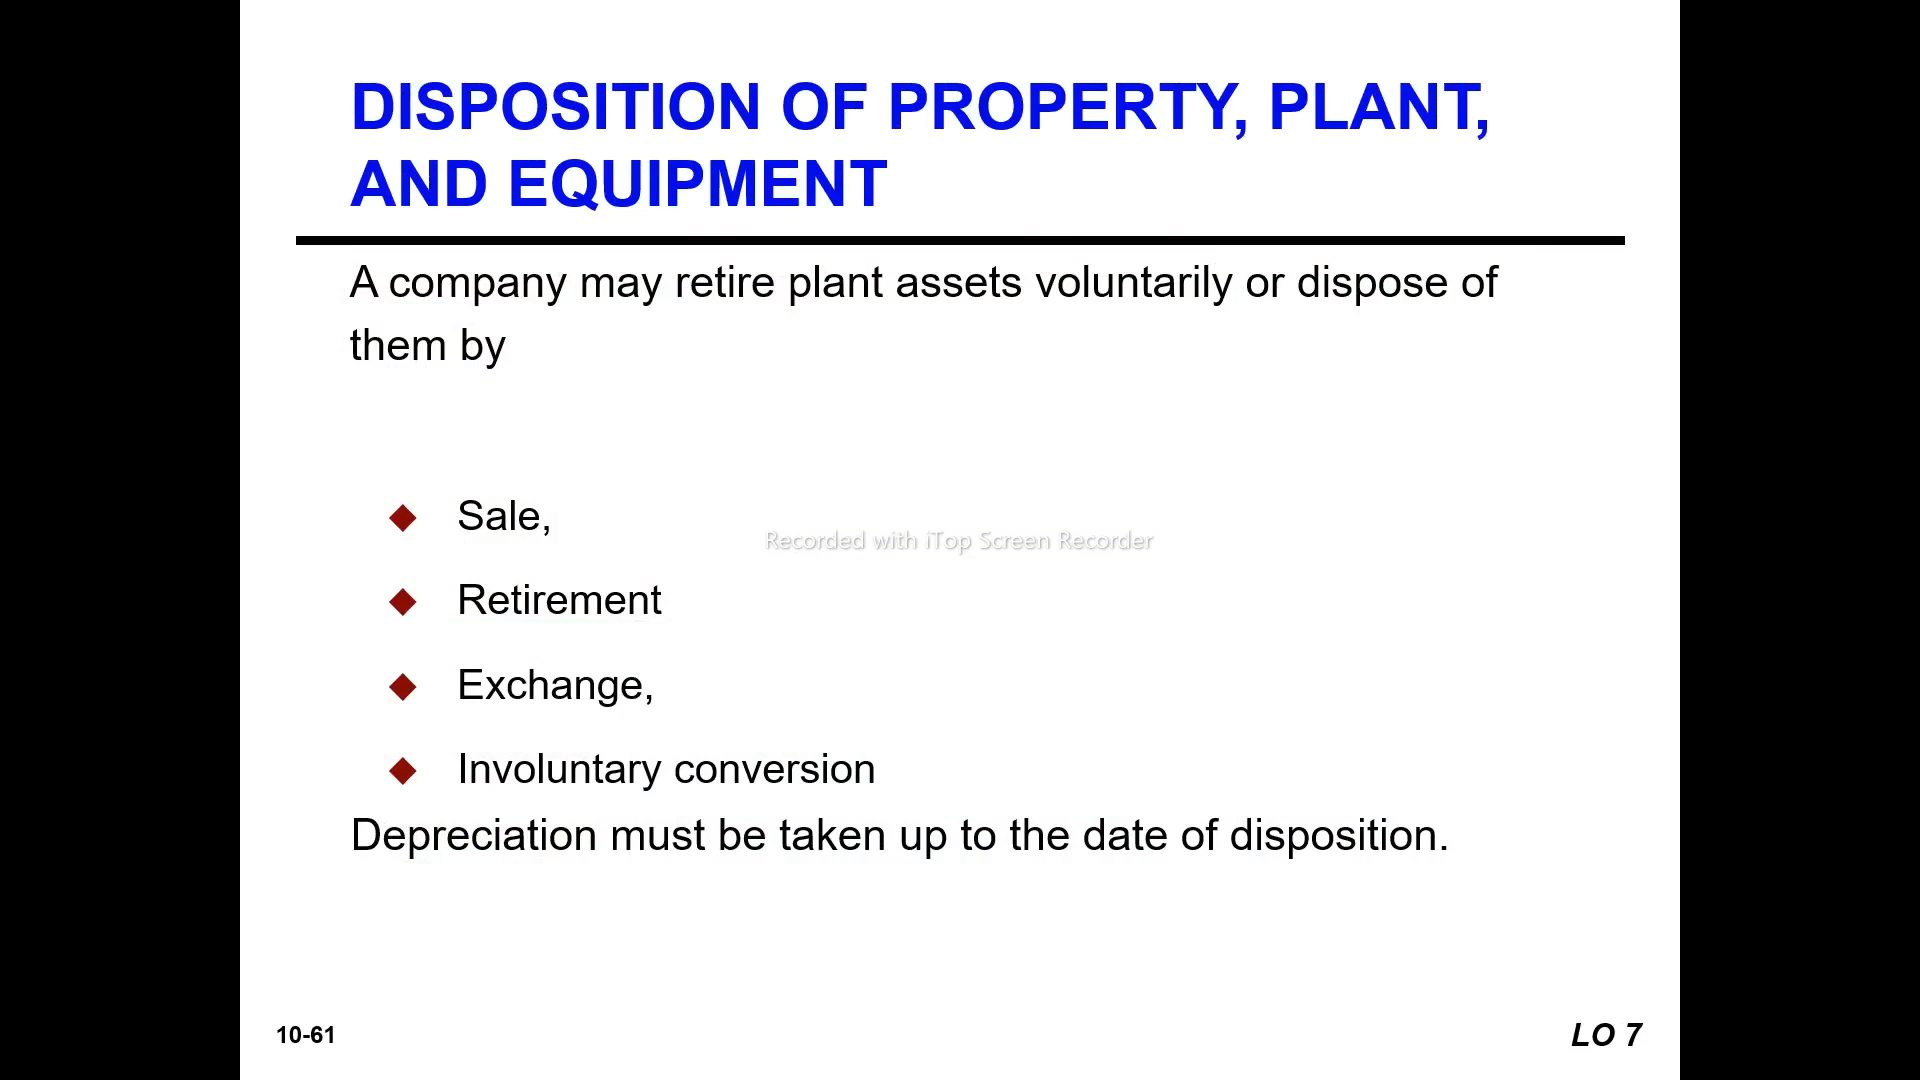 DISPOSITION OF PROPERTY, PLANT,
AND EQUIPMENT
A company may retire plant assets voluntarily or dispose of
them by
Sale,
Recorded with iTop Screen Recorder
Retirement
Exchange,
Involuntary conversion
Depreciation must be taken up to the date of disposition.
10-61
LO 7